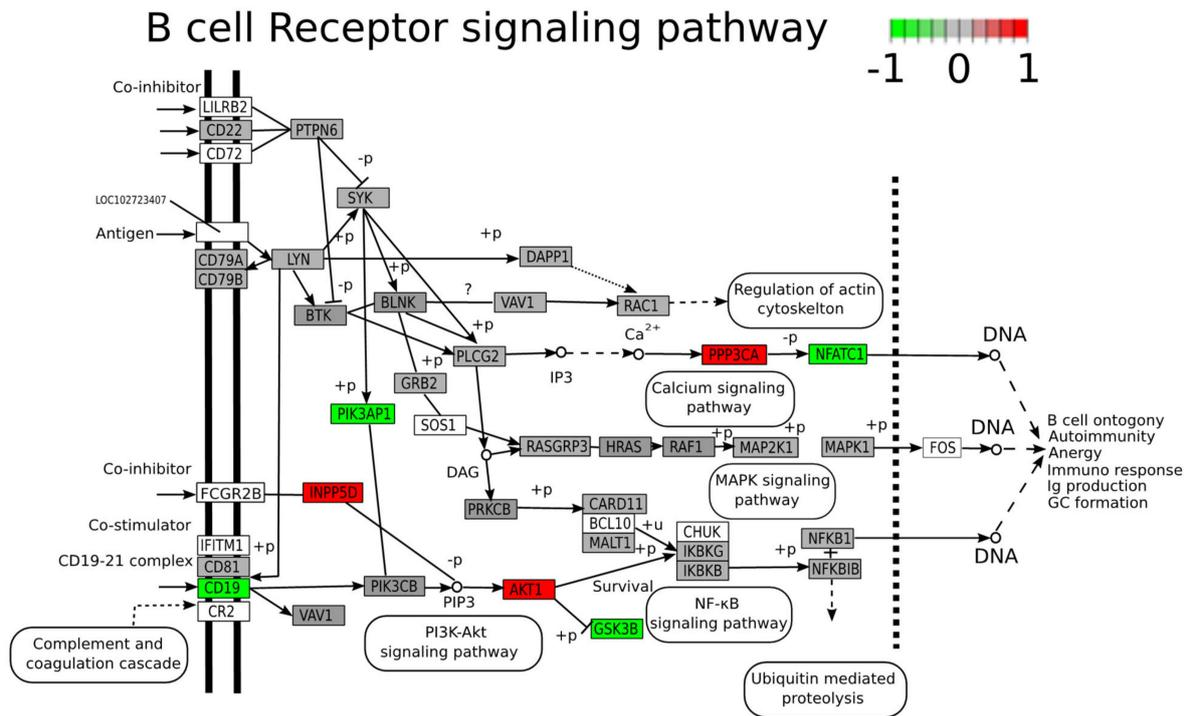 B cell Receptor signaling pathway
-1 0 1
Co-inhibitor
LILRB2
CD22
PTPN6
CD72
-p
SYK
LOC102723407
Antigen
+p
+p
CD79A
LYN
DAPP1
CD79B
+p
-p
BTK
BLNK
?
VAV1
RAC1
Regulation of actin
cytoskelton
+p
PLCG2
IP3
Ca2+
PPP3CA
-p
NFATC1
DNA
+p
GRB2
Calcium signaling
pathway
+p
PIK3AP1
SOS1
RASGRP3
HRAS
RAF1
+p
MAP2K1
+p
MAPK1
+p
FOS
DNA
B cell ontogony
Autoimmunity
Anergy
Immuno response
Ig production
GC formation
DAG
MAPK signaling
pathway
Co-inhibitor
FCGR2B
INPP5D
PRKCB
+p
CARD11
BCL10
MALT1
+u
+p
CHUK
IKBKG
IKBKB
+p
NFKB1
NFKBIB
DNA
Co-stimulator
IFITM1
+p
CD19-21 complex
CD81
CD19
CR2
VAV1
PIK3CB
-p
PIP3
AKT1
Survival
+p
GSK3B
NF-κB
signaling pathway
PI3K-Akt
signaling pathway
Complement and
coagulation cascade
Ubiquitin mediated
proteolysis